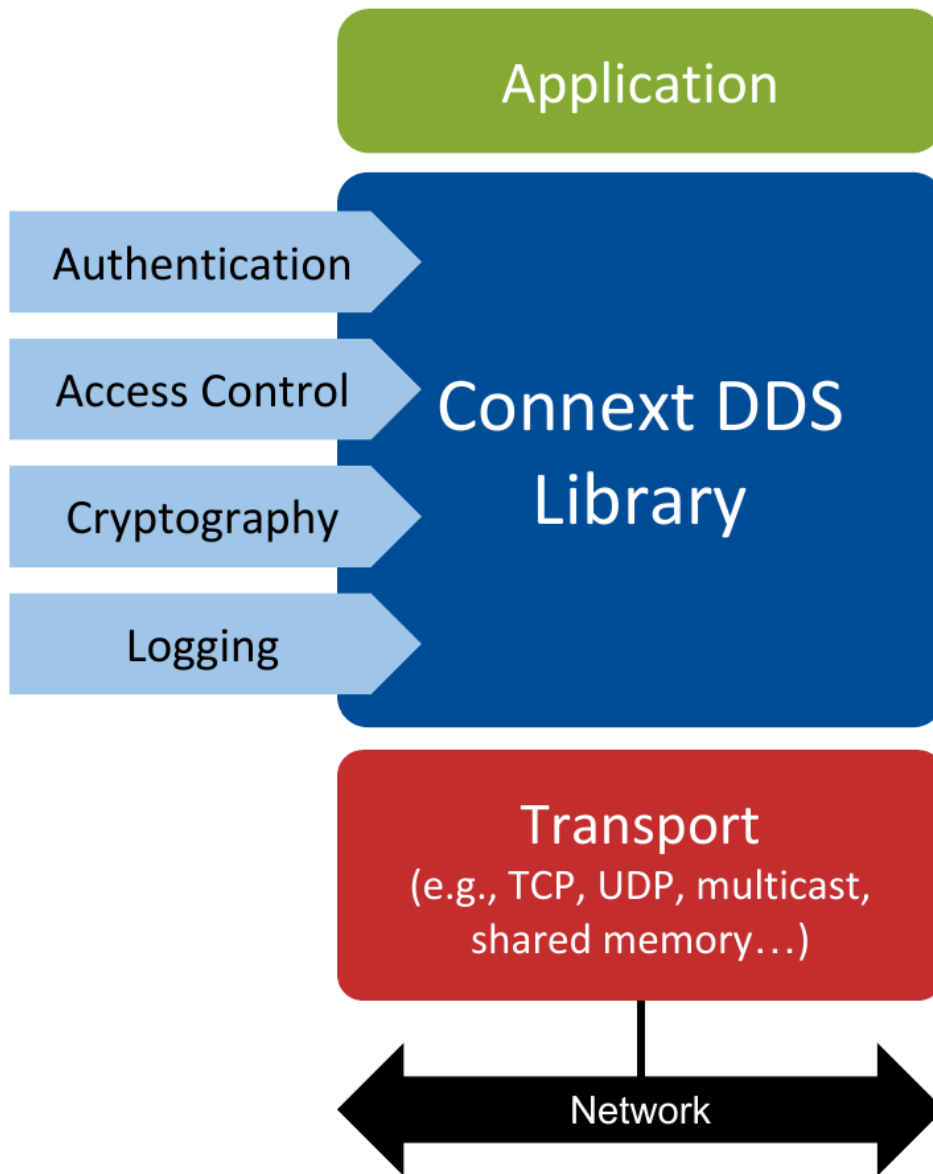 Application
Authentication
Access Control
Cryptography
Logging
Connext DDS
Library
Transport
(e.g., TCP, UDP, multicast,
shared memory…)
Network